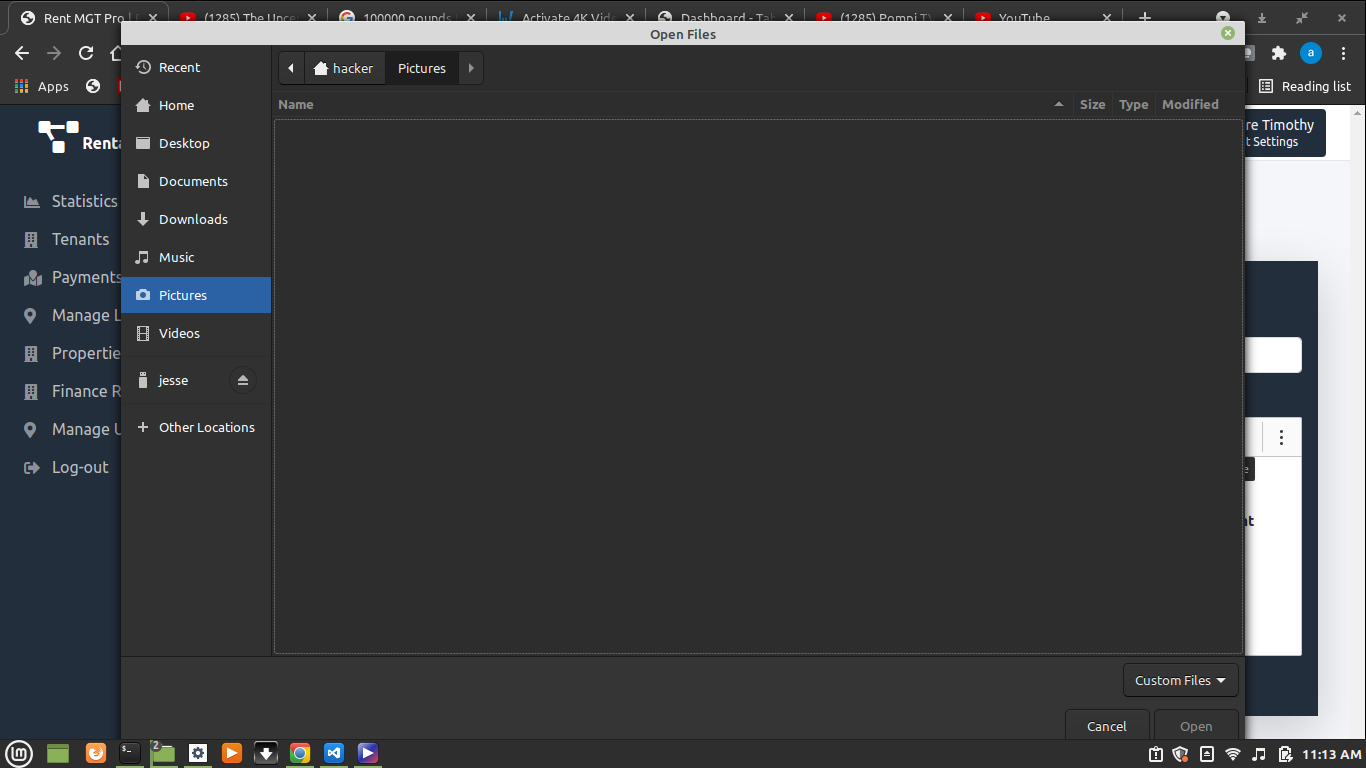 Rent MGT Pro |
(1285) The Unce
100000 pounds
Activate 4K Vide
Dashboard - Tab
(1285) Pompi T
YouTube
Open Files
a
Apps
Reading list
Recent
Home
Desktop
Documents
Downloads
Music
Pictures
Videos
jesse
Other Locations
hacker
Pictures
Name
Size
Type
Modified
Renta
Statistics
Tenants
Payments
Manage L
Propertie
Finance R
Manage U
Log-out
re Timothy
t Settings
Custom Files
Cancel
Open
2
11:13 AM